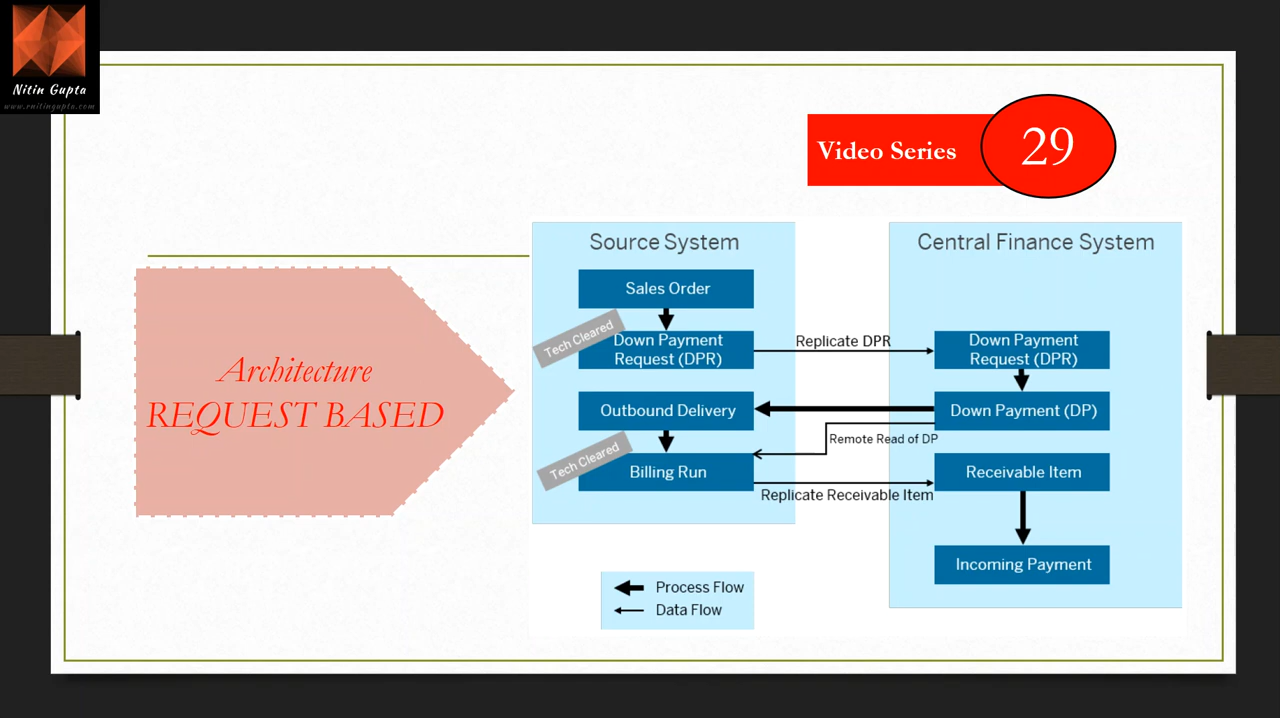 Nitin Gupta
www.rnitingupta.com
Video Series
29
Architecture
REQUEST BASED
Source System
Sales Order
Tech Cleared
Down Payment
Request (DPR)
Outbound Delivery
Tech Cleared
Billing Run
Replicate DPR
Remote Read of DP
Replicate Receivable Item
Central Finance System
Down Payment
Request (DPR)
Down Payment (DP)
Receivable Item
Incoming Payment
Process Flow
Data Flow